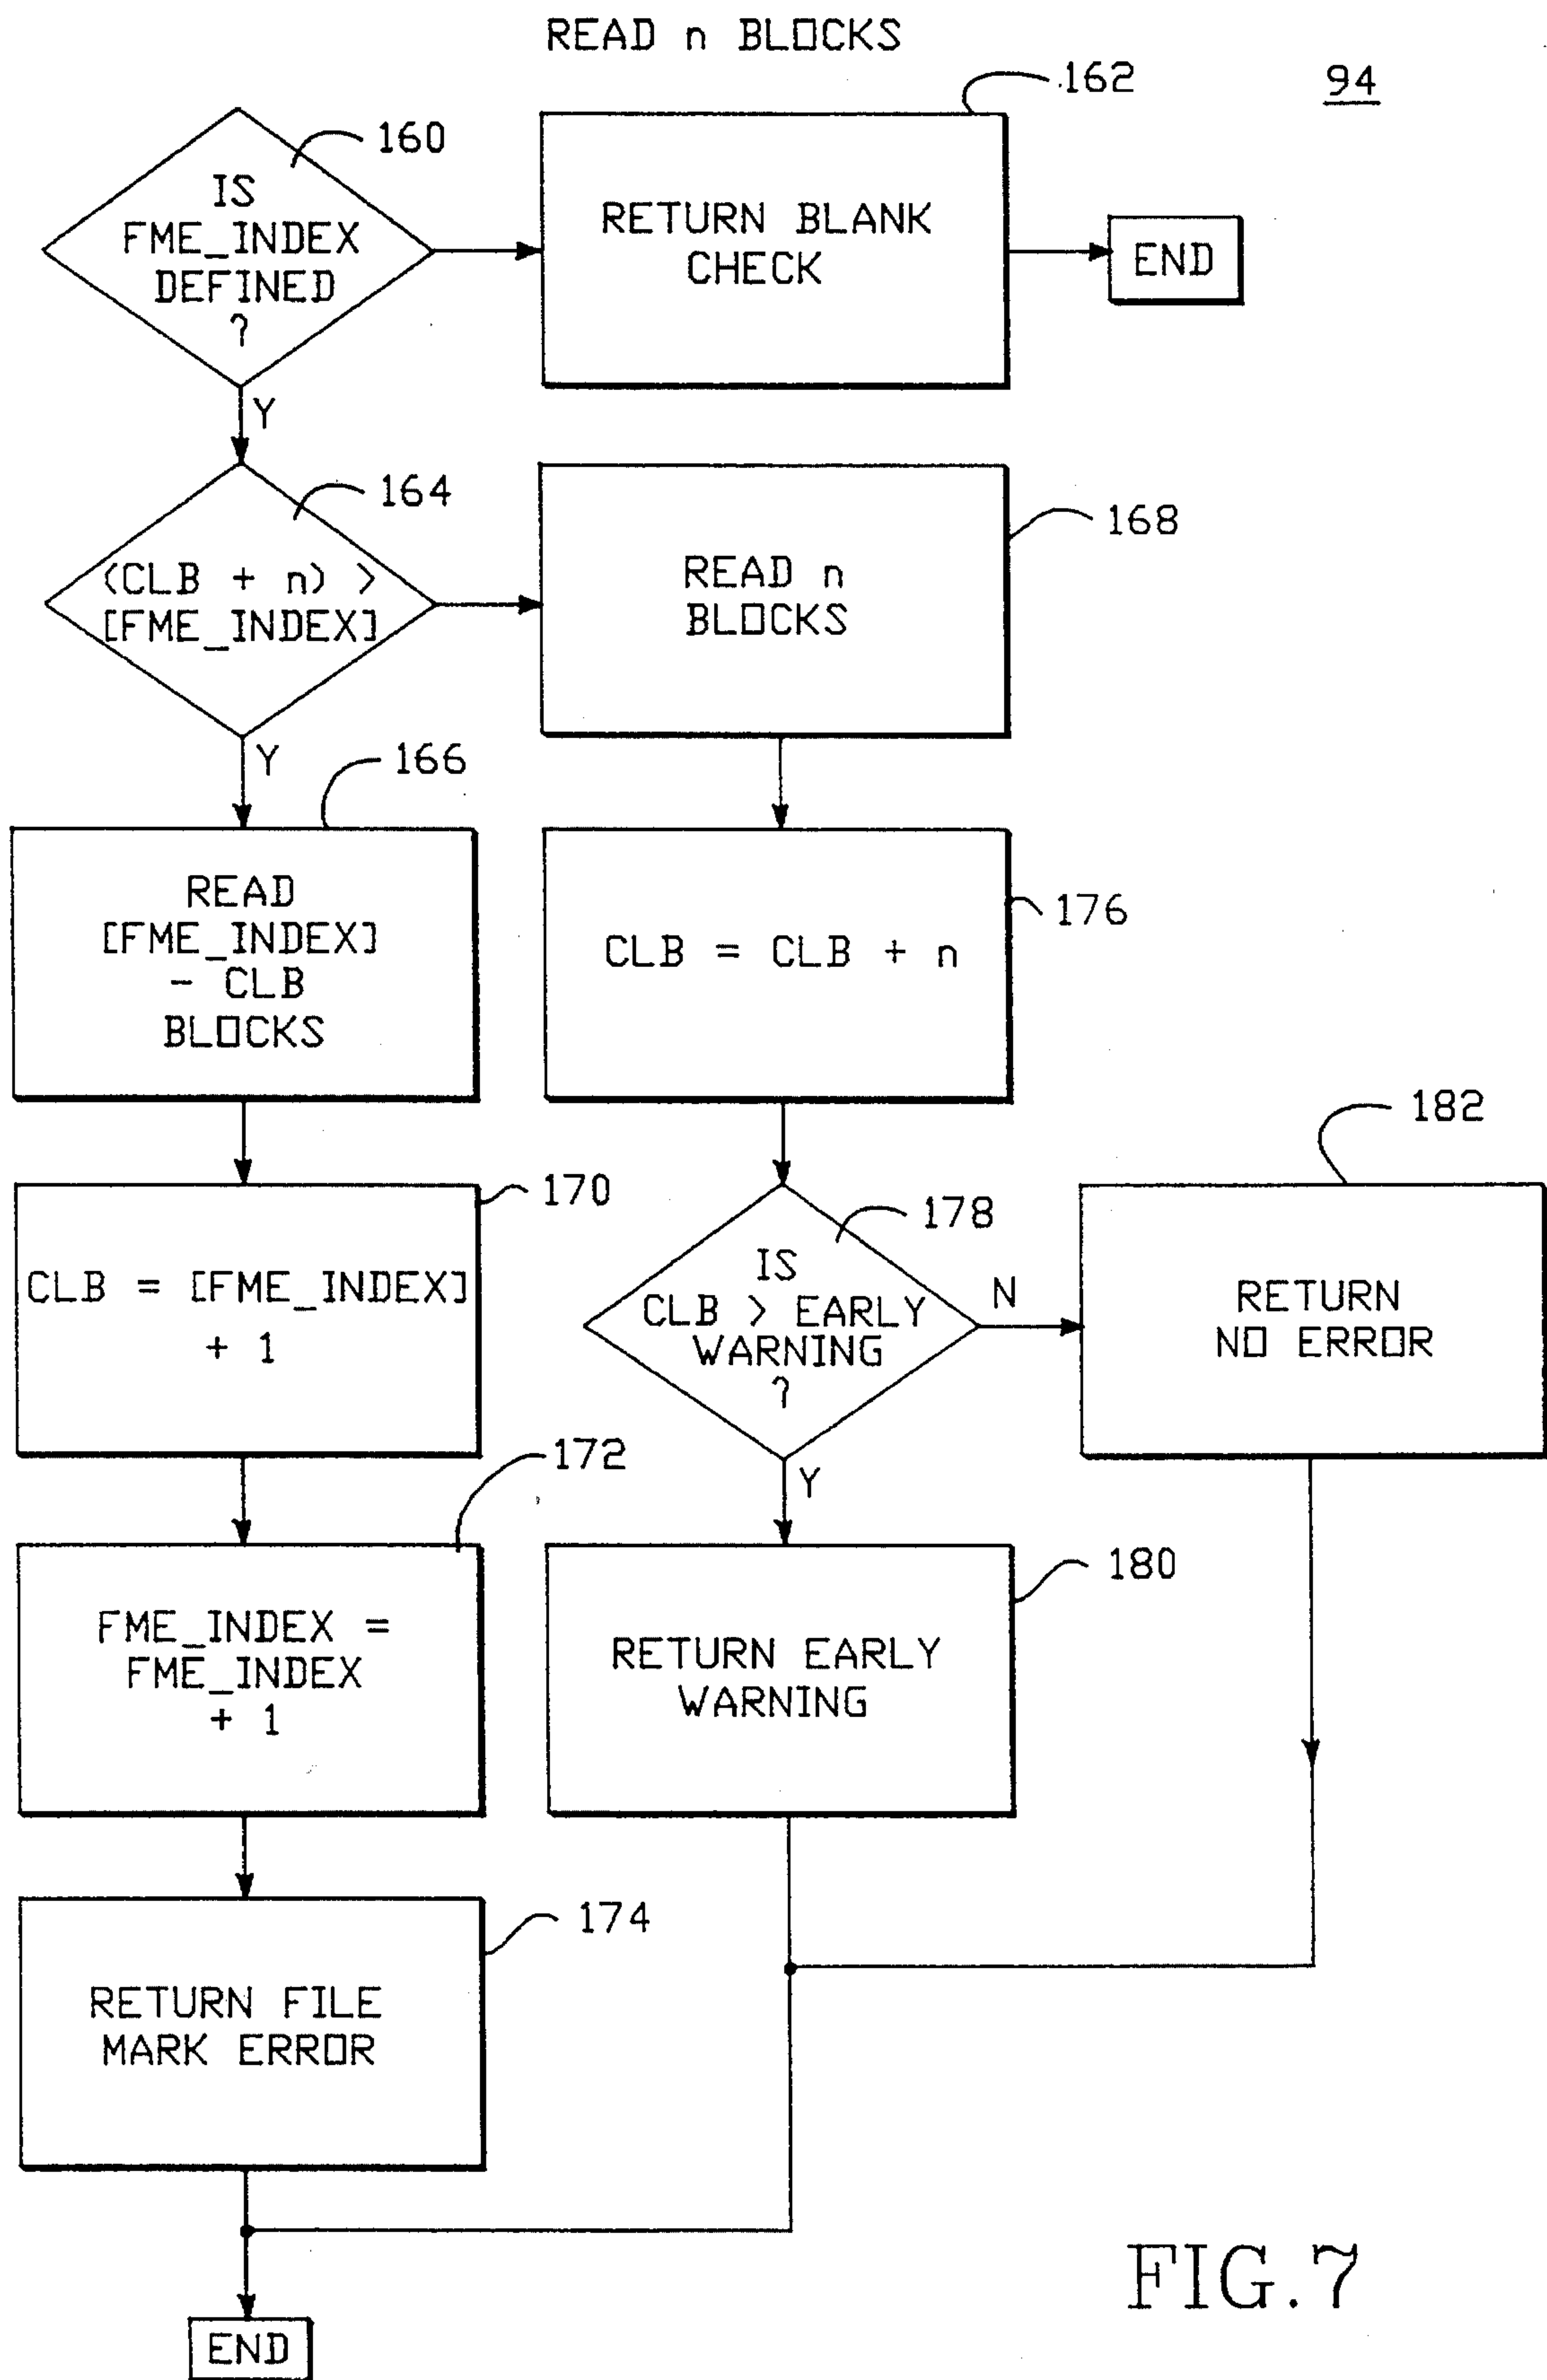 READ n BLOCKS
94
160
IS
FME_INDEX
DEFINED
?
162
RETURN BLANK
CHECK
END
Y
164
(CLB + n) >
[FME_INDEX]
168
READ n
BLOCKS
Y
166
READ
[FME_INDEX]
- CLB
BLOCKS
176
CLB = CLB + n
170
CLB = [FME_INDEX]
+ 1
178
IS
CLB > EARLY
WARNING
?
N
182
RETURN
NO ERROR
Y
172
FME_INDEX =
FME_INDEX
+ 1
180
RETURN EARLY
WARNING
174
RETURN FILE
MARK ERROR
END
FIG.7